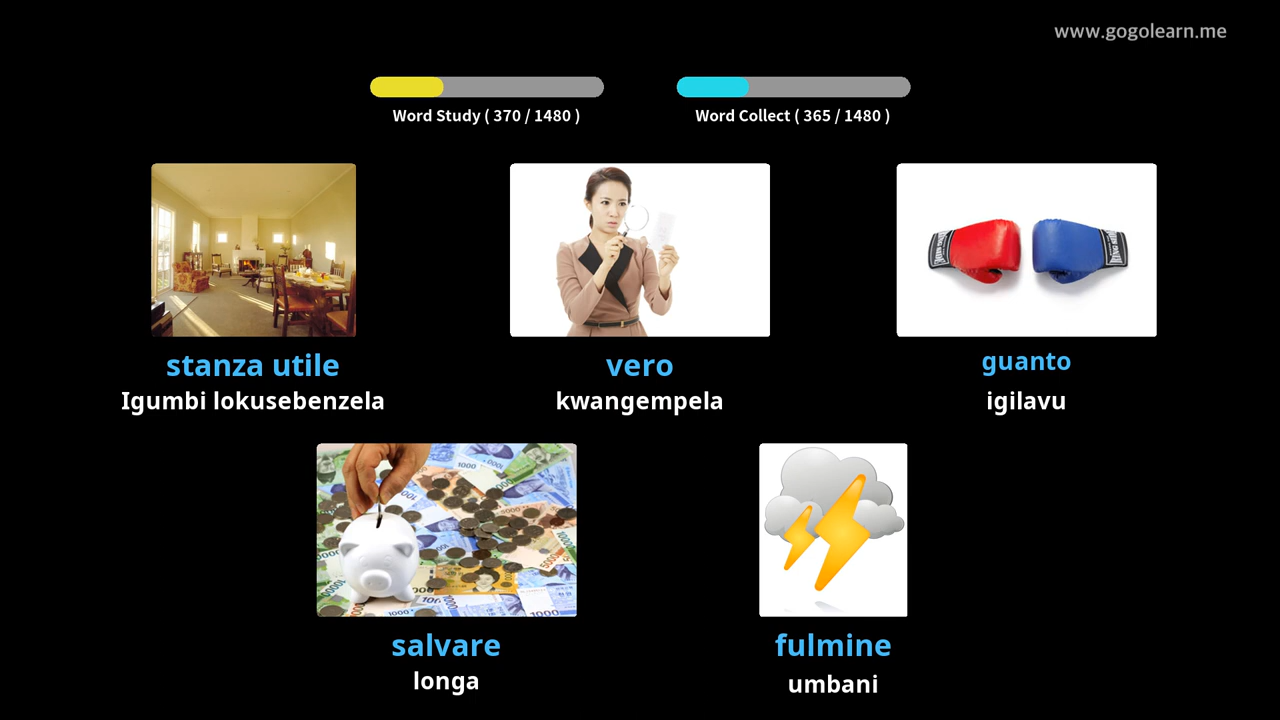 www.gogolearn.me
Word Study ( 370 / 1480 )
Word Collect ( 365 / 1480 )
stanza utile
Igumbi lokusebenzela
vero
kwangempela
guanto
igilavu
salvare
longa
fulmine
umbani